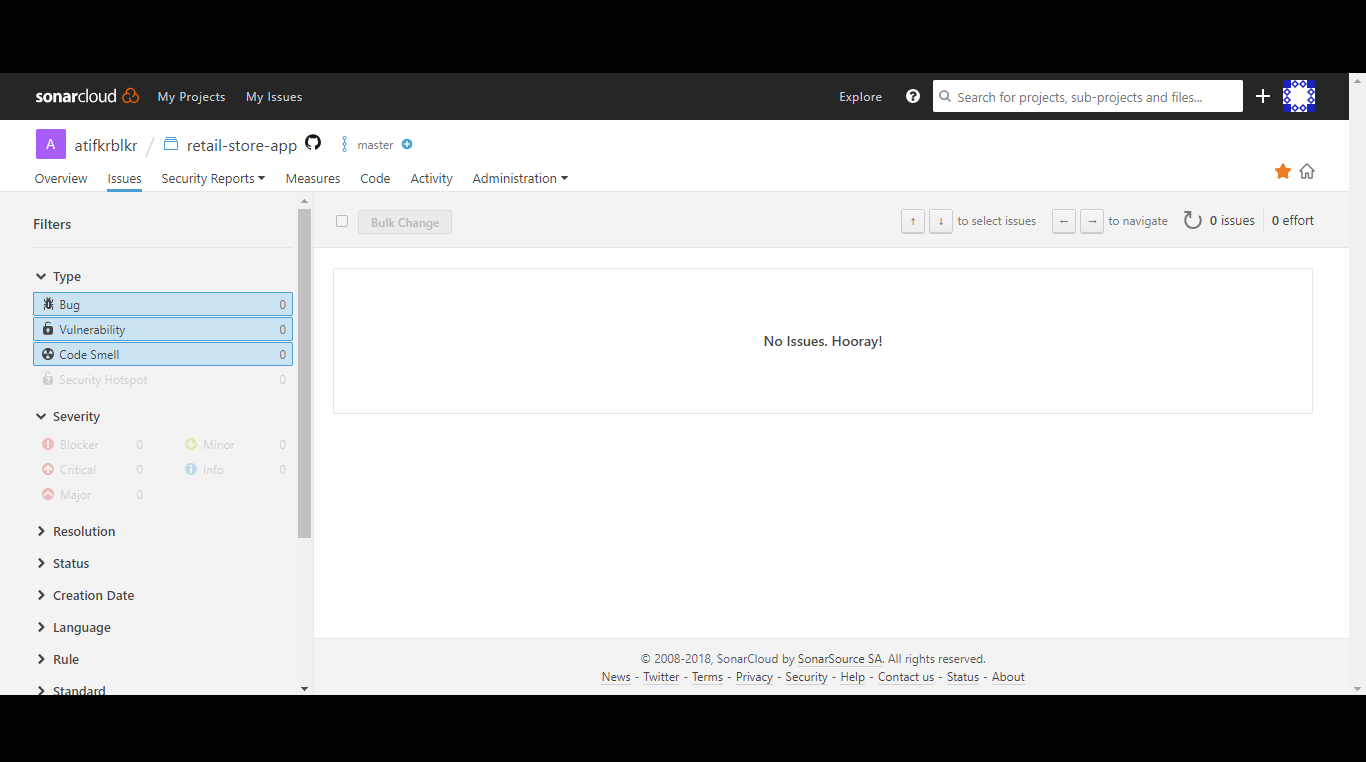 sonarcloud My Projects My Issues Explore Search for projects, sub-projects and files...
A atifkrblkr / retail-store-app master
Overview Issues Security Reports Measures Code Activity Administration
Filters
Bulk Change ↑ ↓ to select issues ← → to navigate 0 issues 0 effort
Type
Bug 0
Vulnerability 0
Code Smell 0
Security Hotspot 0
Severity
Blocker 0 Minor 0
Critical 0 Info 0
Major 0
Resolution
Status
Creation Date
Language
Rule
Standard
No Issues. Hooray!
© 2008-2018, SonarCloud by SonarSource SA. All rights reserved.
News - Twitter - Terms - Privacy - Security - Help - Contact us - Status - About